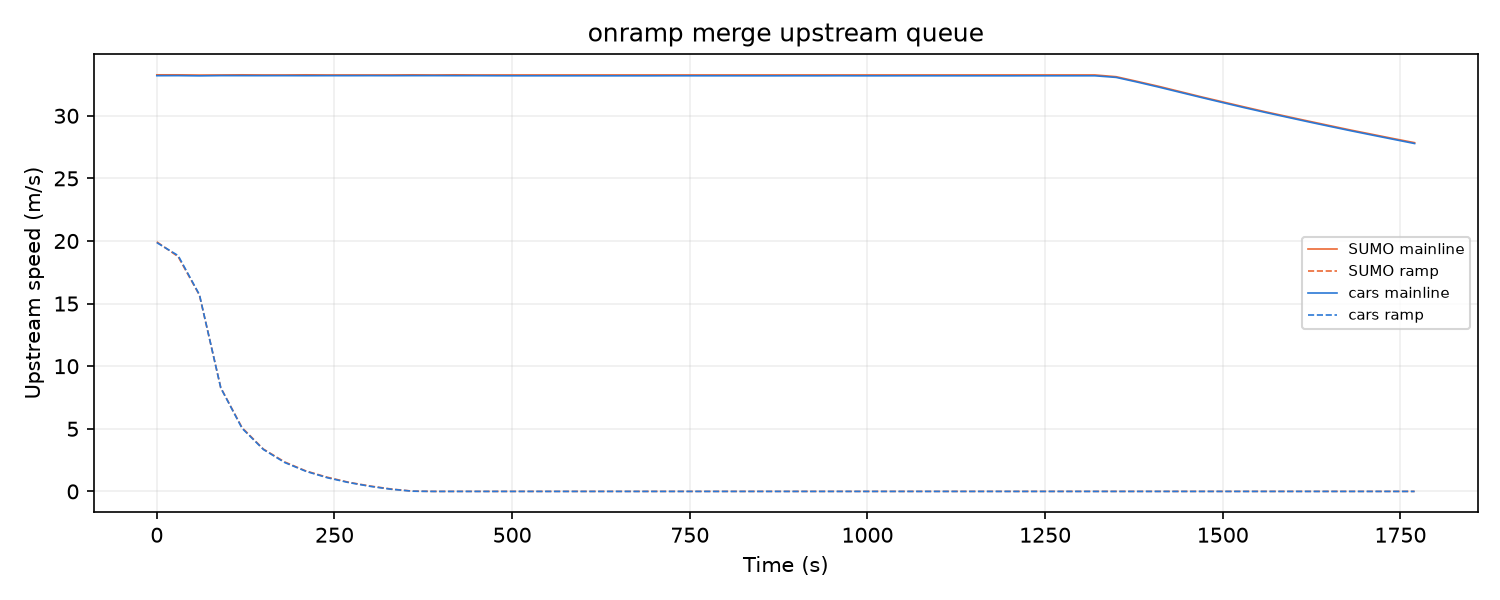 onramp merge upstream queue
Upstream speed (m/s)
30
25
20
15
10
5
0
SUMO mainline
SUMO ramp
cars mainline
cars ramp
0 250 500 750 1000 1250 1500 1750
Time (s)